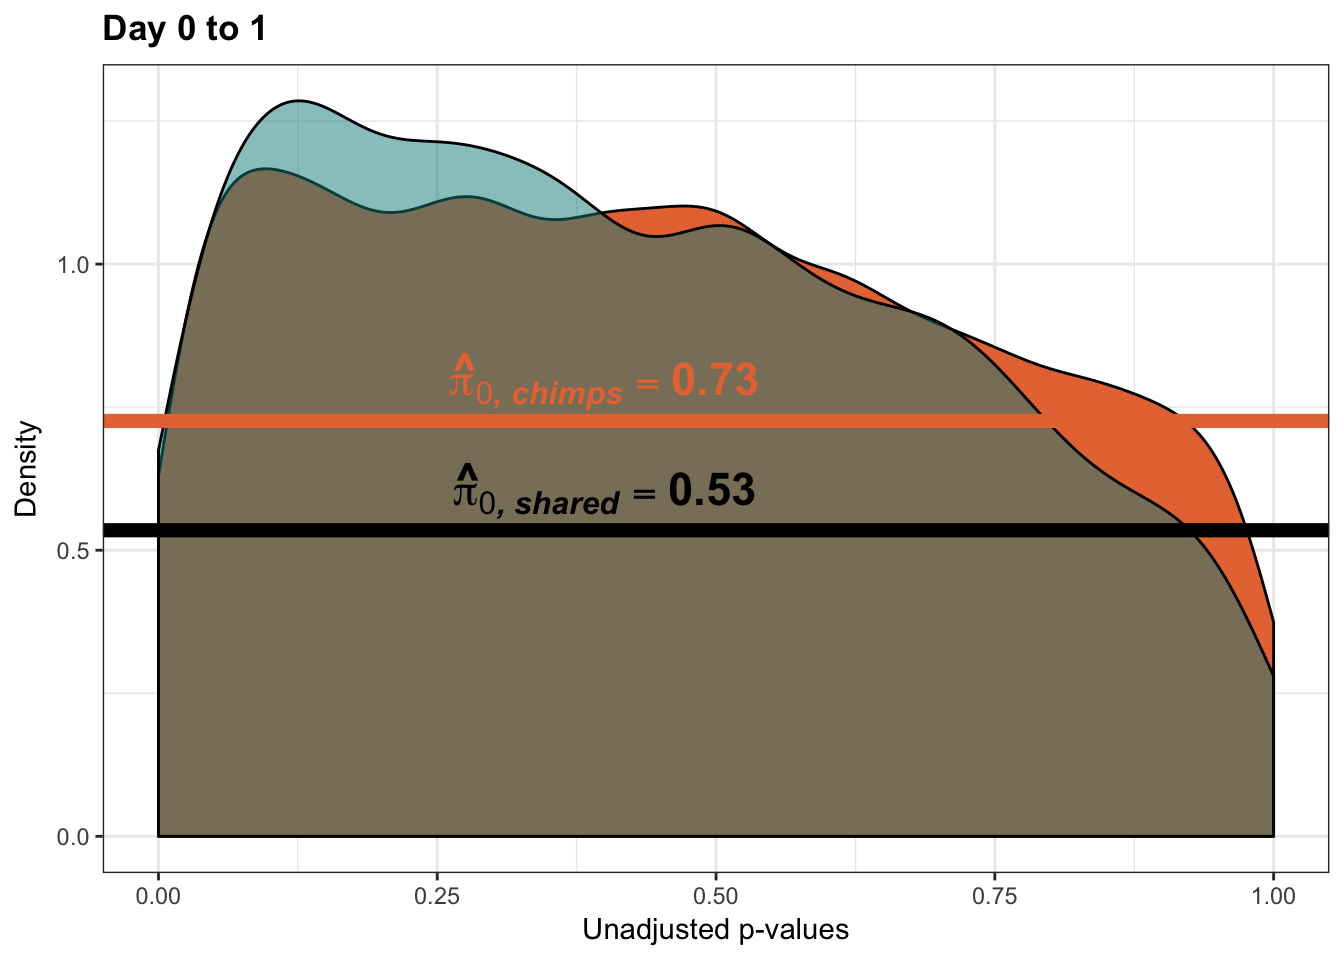 Day 0 to 1
Density
1.0
0.5
0.0
π̂0, chimps = 0.73
π̂0, shared = 0.53
0.00 0.25 0.50 0.75 1.00
Unadjusted p-values